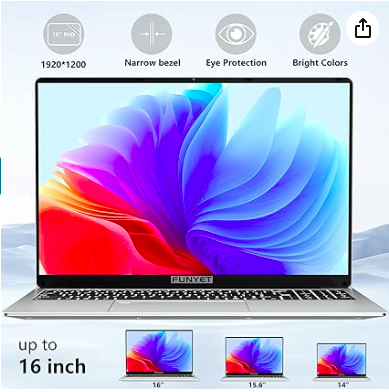 16" FHD
1920*1200
Narrow bezel
Eye Protection
Bright Colors
FUNYET
up to
16 inch
16"
15.6"
14"